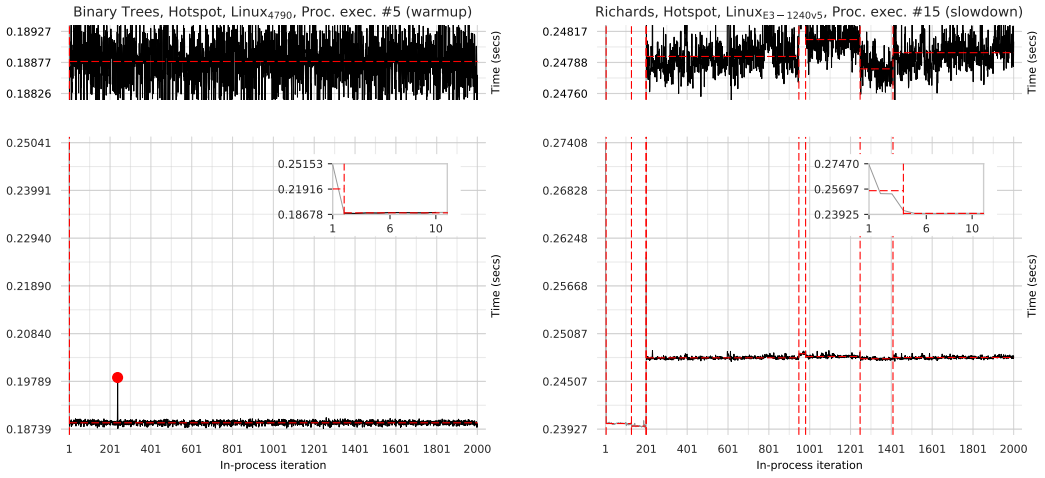 Binary Trees, Hotspot, Linux4790, Proc. exec. #5 (warmup)
0.18927
0.18877
0.18826
Time (secs)
0.25041
0.23991
0.22940
0.21890
0.20840
0.19789
0.18739
0.25153
0.21916
0.18678
1 6 10
Time (secs)
1 201 401 601 801 1001 1201 1401 1601 1801 2000
In-process iteration
Richards, Hotspot, LinuxE3−1240v5, Proc. exec. #15 (slowdown)
0.24817
0.24788
0.24760
Time (secs)
0.27408
0.26828
0.26248
0.25668
0.25087
0.24507
0.23927
0.27470
0.25697
0.23925
1 6 10
Time (secs)
1 201 401 601 801 1001 1201 1401 1601 1801 2000
In-process iteration